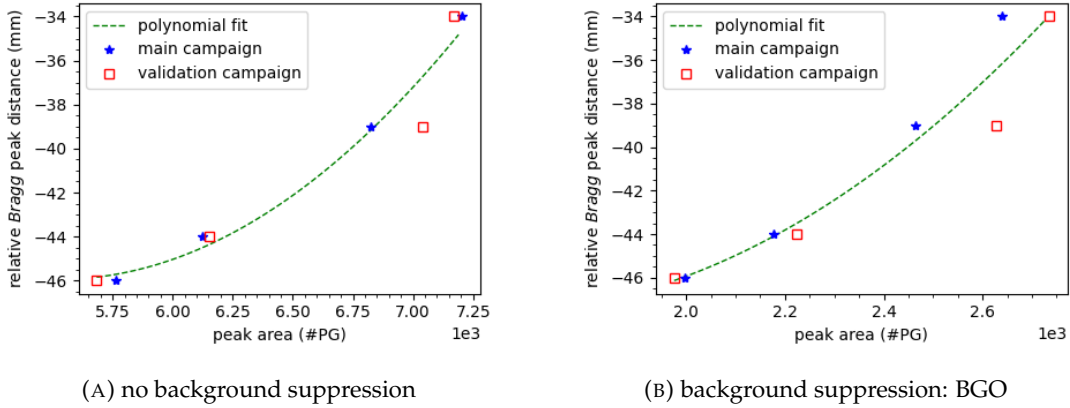 relative Bragg peak distance (mm)
−34
−36
−38
−40
−42
−44
−46
polynomial fit
main campaign
validation campaign
5.75 6.00 6.25 6.50 6.75 7.00 7.25
1e3
peak area (#PG)
(A) no background suppression
relative Bragg peak distance (mm)
−34
−36
−38
−40
−42
−44
−46
polynomial fit
main campaign
validation campaign
2.0 2.2 2.4 2.6
1e3
peak area (#PG)
(B) background suppression: BGO